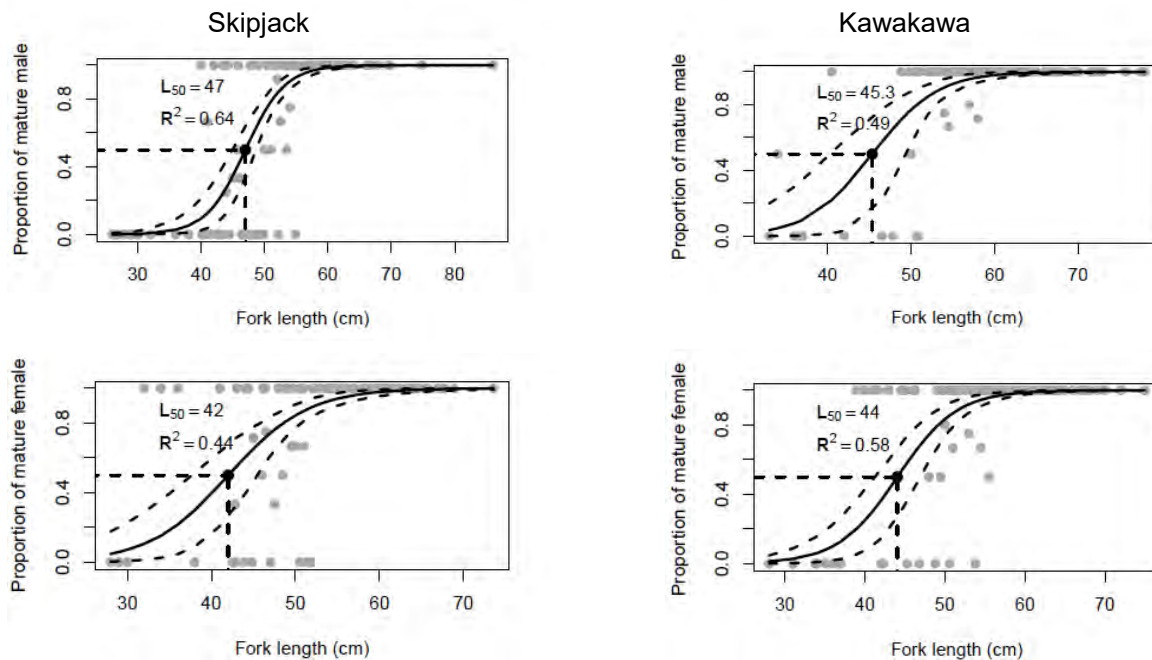 Skipjack
Kawakawa
Proportion of mature male
0.8
0.4
0.0
L50 = 47
R² = 0.64
30 40 50 60 70 80
Fork length (cm)
Proportion of mature male
0.8
0.4
0.0
L50 = 45.3
R² = 0.49
40 50 60 70
Fork length (cm)
Proportion of mature female
0.8
0.4
0.0
L50 = 42
R² = 0.44
30 40 50 60 70
Fork length (cm)
Proportion of mature female
0.8
0.4
0.0
L50 = 44
R² = 0.58
30 40 50 60 70
Fork length (cm)